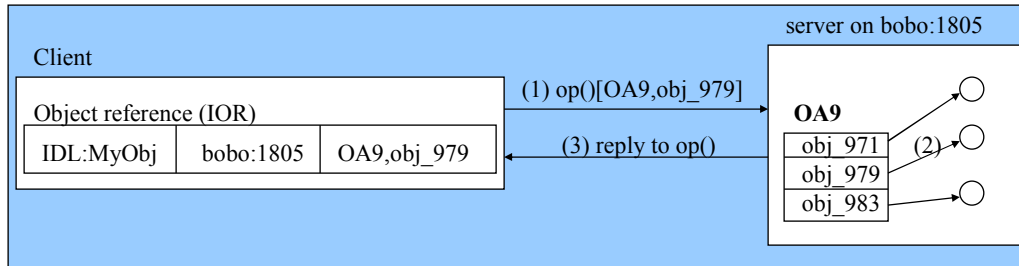 server on bobo:1805
Client
(1) op()[OA9,obj_979]
Object reference (IOR)
OA9
IDL:MyObj bobo:1805 OA9,obj_979
(3) reply to op()
obj_971
(2)
obj_979
obj_983